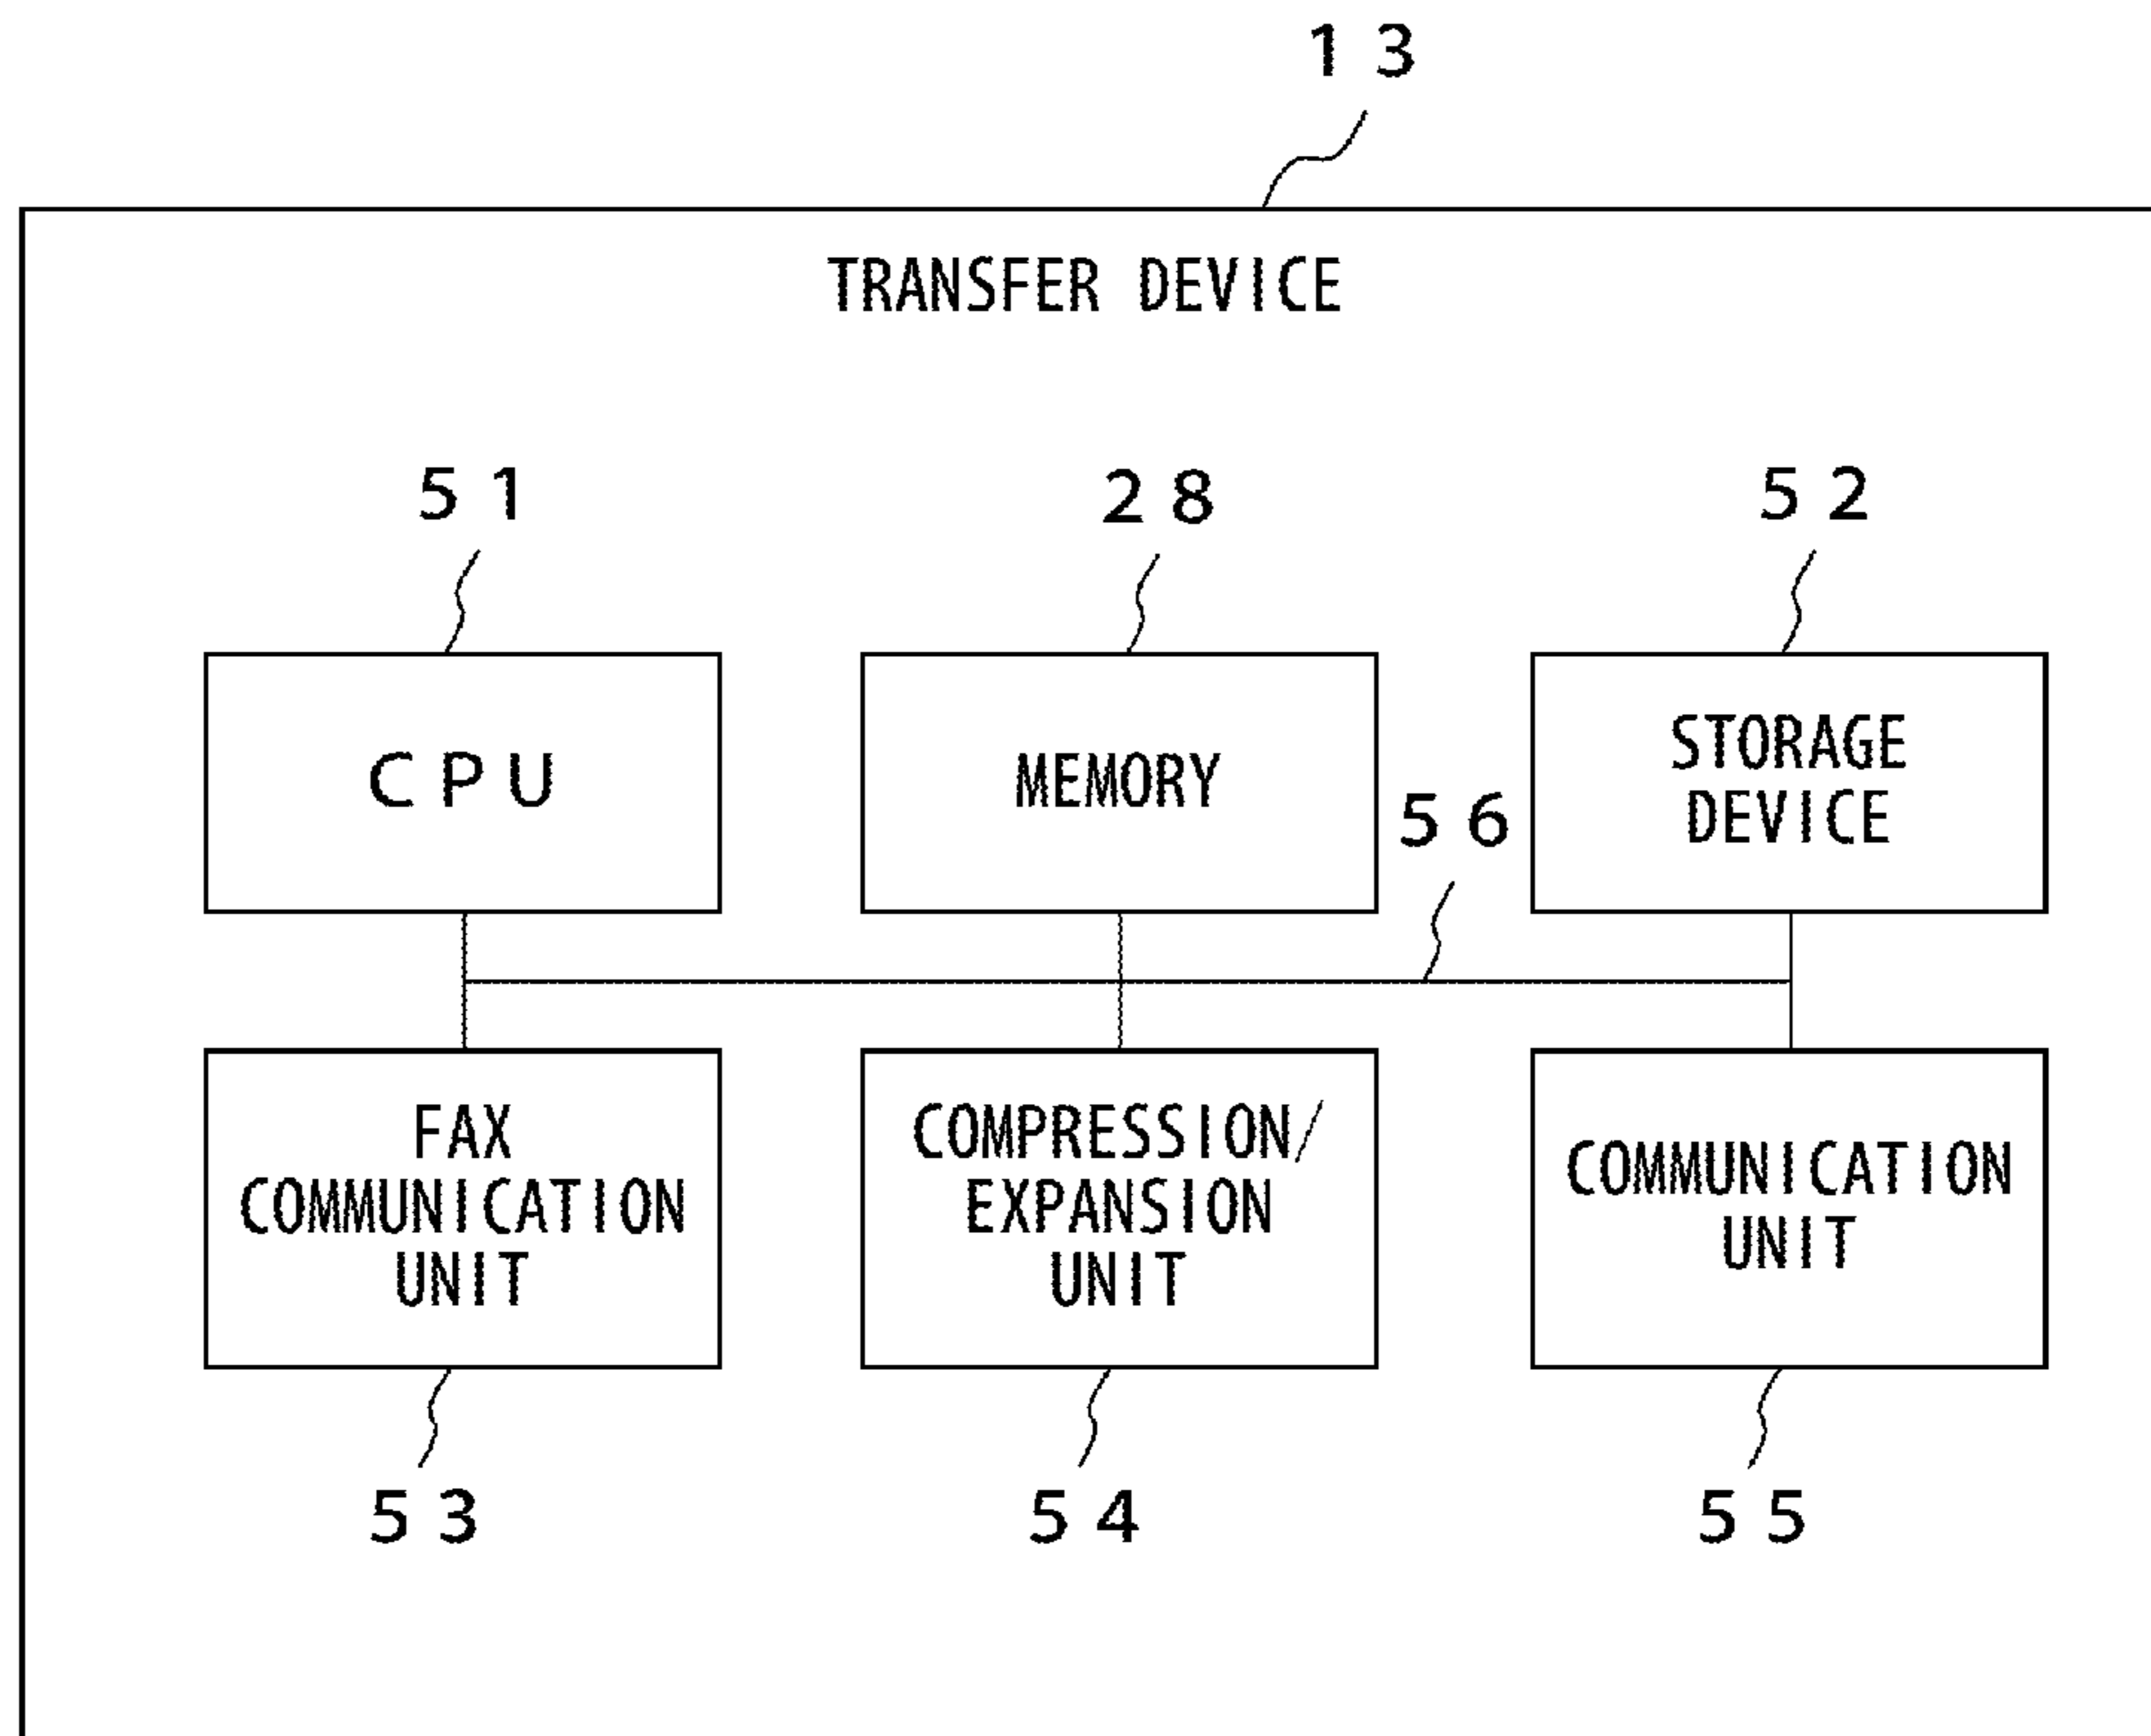 13
TRANSFER DEVICE
51
28
52
CPU
MEMORY
STORAGE
DEVICE
56
FAX
COMMUNICATION
UNIT
COMPRESSION/
EXPANSION
UNIT
COMMUNICATION
UNIT
53
54
55